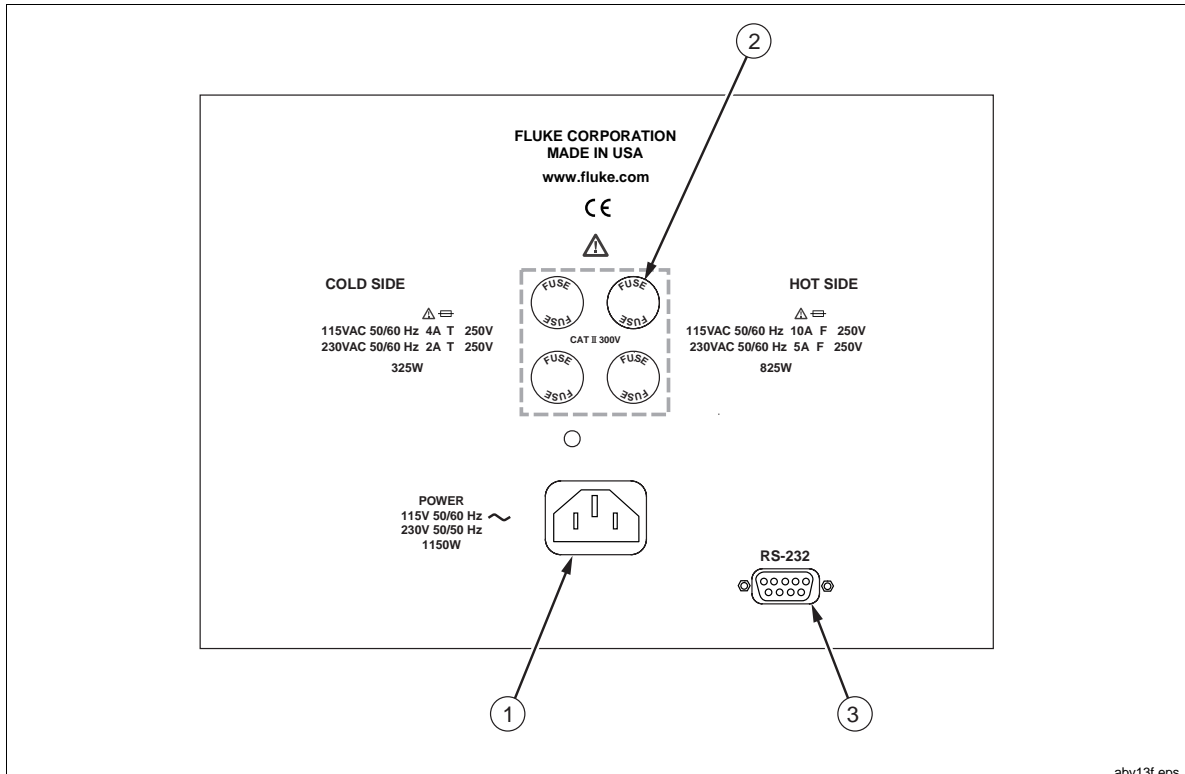 2
FLUKE CORPORATION
MADE IN USA
www.fluke.com
CE
COLD SIDE
115VAC 50/60 Hz 4A T 250V
230VAC 50/60 Hz 2A T 250V
325W
FUSE
FUSE
FUSE
FUSE
CAT II 300V
FUSE
FUSE
FUSE
FUSE
HOT SIDE
115VAC 50/60 Hz 10A F 250V
230VAC 50/60 Hz 5A F 250V
825W
POWER
115V 50/60 Hz
230V 50/50 Hz
1150W
RS-232
1
3
aby13f.eps